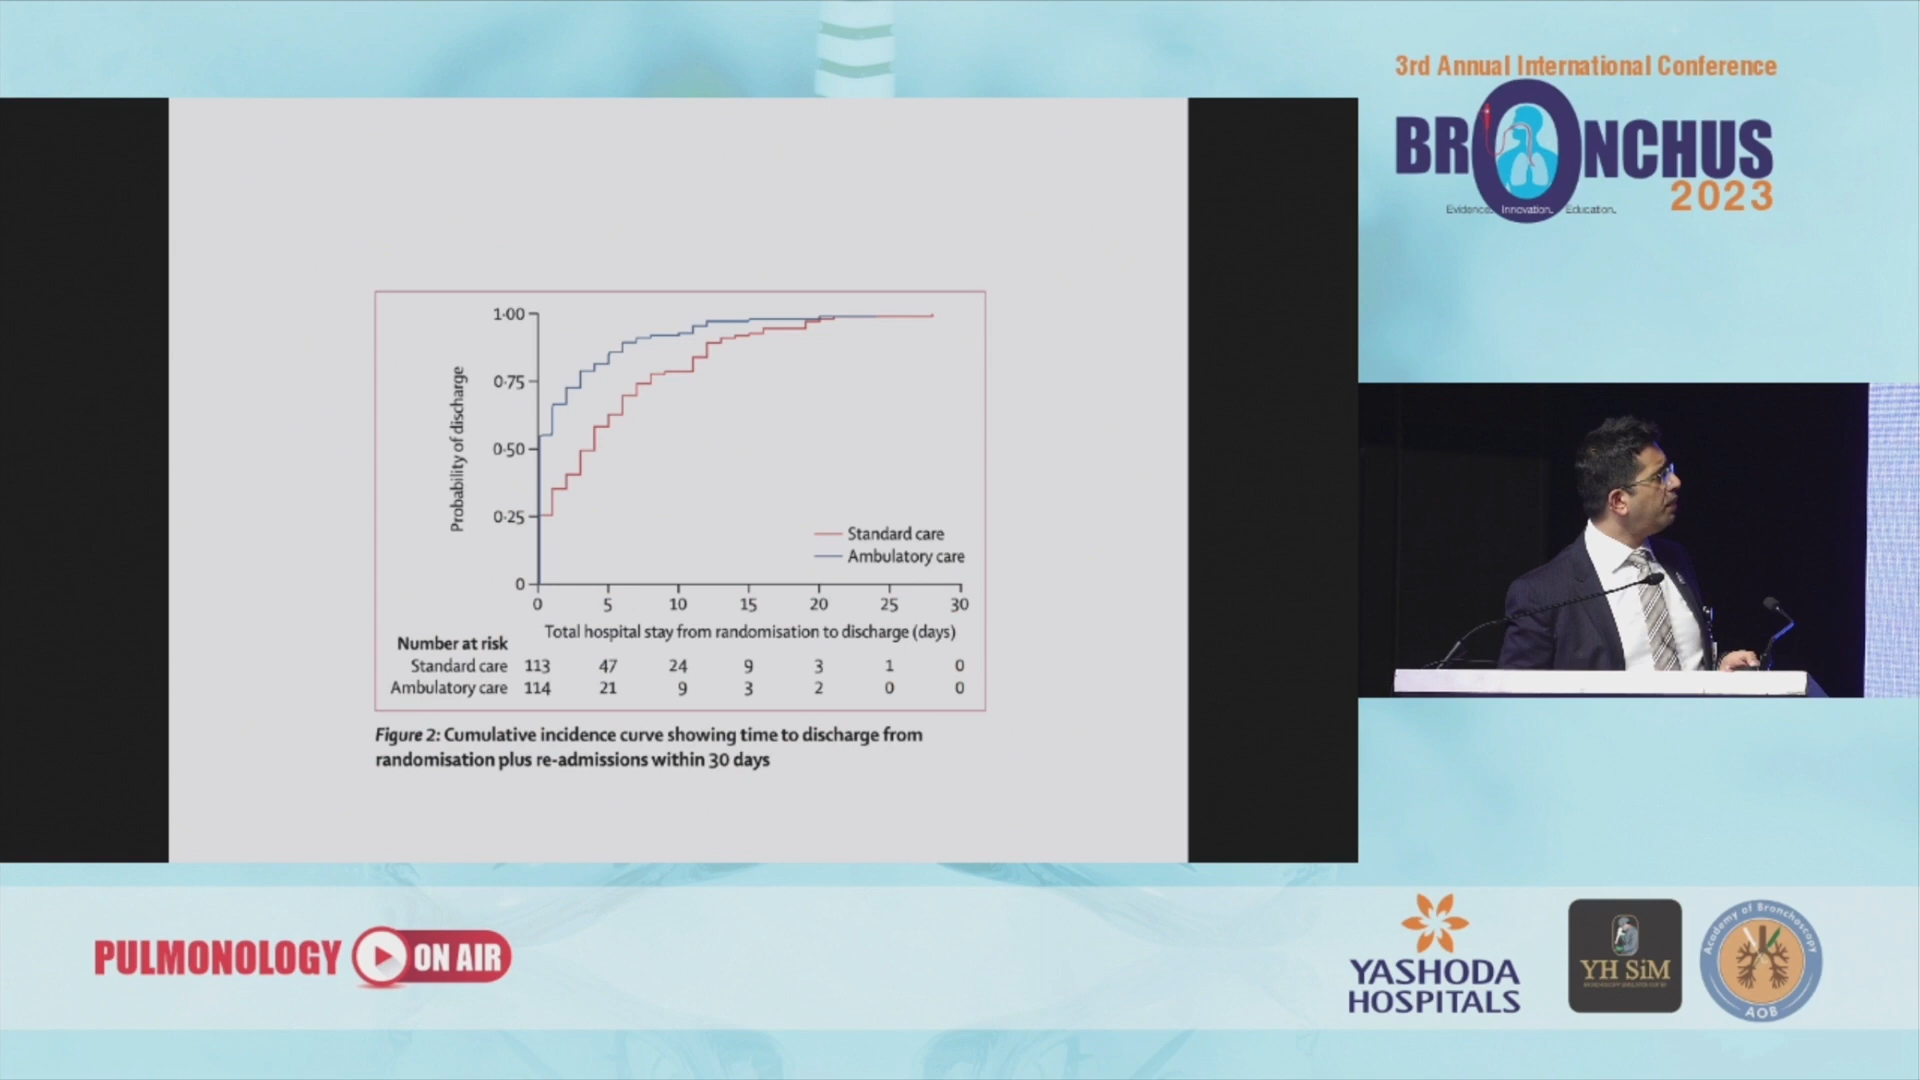 3rd Annual International Conference
BRONCHUS
2023
Evidence. Innovation. Education.
1·00
0·75
0·50
0·25
0
Probability of discharge
Standard care
Ambulatory care
0 5 10 15 20 25 30
Total hospital stay from randomisation to discharge (days)
Number at risk
Standard care 113 47 24 9 3 1 0
Ambulatory care 114 21 9 3 2 0 0
Figure 2: Cumulative incidence curve showing time to discharge from
randomisation plus re-admissions within 30 days
PULMONOLOGY ON AIR
YASHODA
HOSPITALS
YH SiM
Academy of Bronchoscopy
AOB